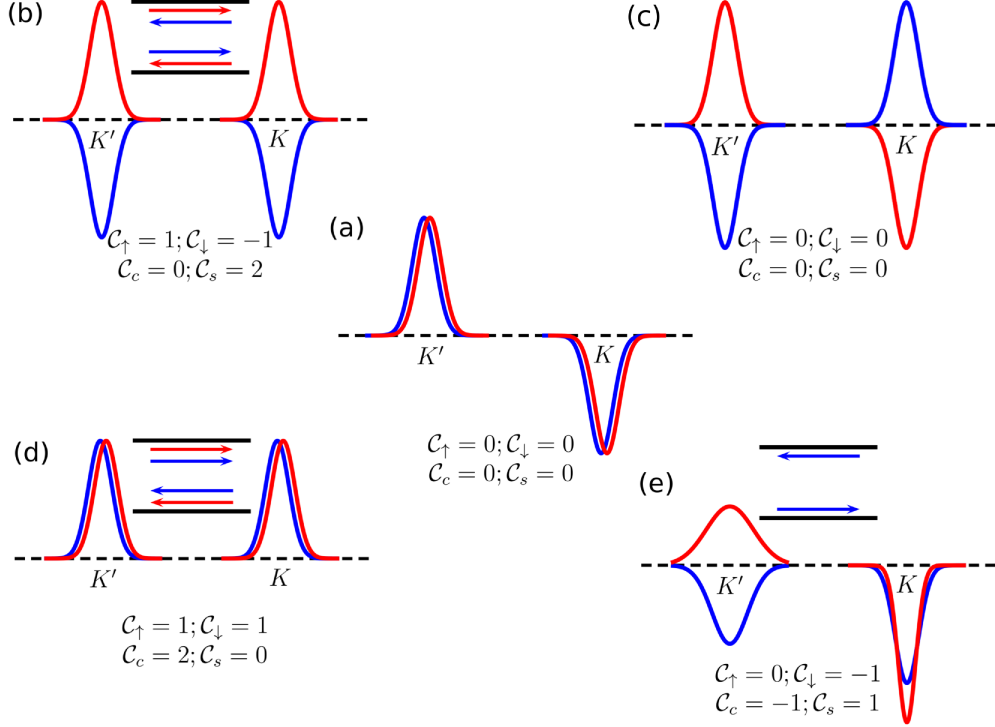 (b)
K′
K
𝒞↑ = 1; 𝒞↓ = −1
𝒞c = 0; 𝒞s = 2
(c)
K′
K
𝒞↑ = 0; 𝒞↓ = 0
𝒞c = 0; 𝒞s = 0
(a)
K′
K
𝒞↑ = 0; 𝒞↓ = 0
𝒞c = 0; 𝒞s = 0
(d)
K′
K
𝒞↑ = 1; 𝒞↓ = 1
𝒞c = 2; 𝒞s = 0
(e)
K′
K
𝒞↑ = 0; 𝒞↓ = −1
𝒞c = −1; 𝒞s = 1